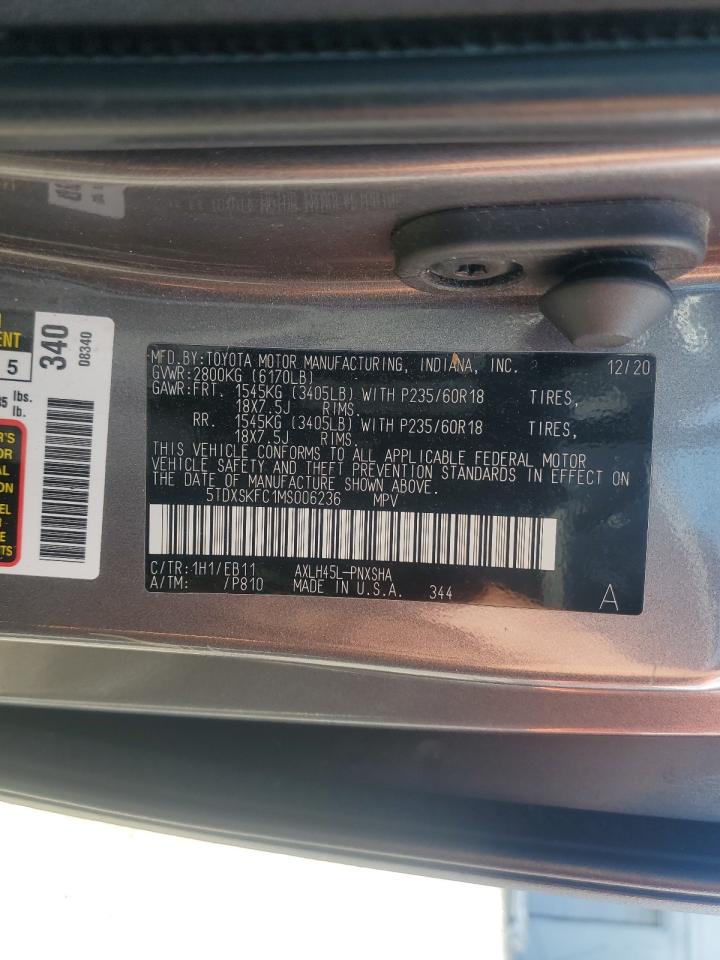 MFD.BY:TOYOTA MOTOR MANUFACTURING, INDIANA, INC. 12/20
GVWR:2800KG (6170LB)
GAWR:FRT. 1545KG (3405LB) WITH P235/60R18 TIRES,
18X7.5J RIMS.
RR. 1545KG (3405LB) WITH P235/60R18 TIRES,
18X7.5J RIMS.
THIS VEHICLE CONFORMS TO ALL APPLICABLE FEDERAL MOTOR
VEHICLE SAFETY AND THEFT PREVENTION STANDARDS IN EFFECT ON
THE DATE OF MANUFACTURE SHOWN ABOVE.
5TDXSKFC1MS006236 MPV
C/TR:1H1/EB11 AXLH45L-PNXSHA
A/TM: /P810 MADE IN U.S.A. 344 A
340
08340
5
lbs.
lb.